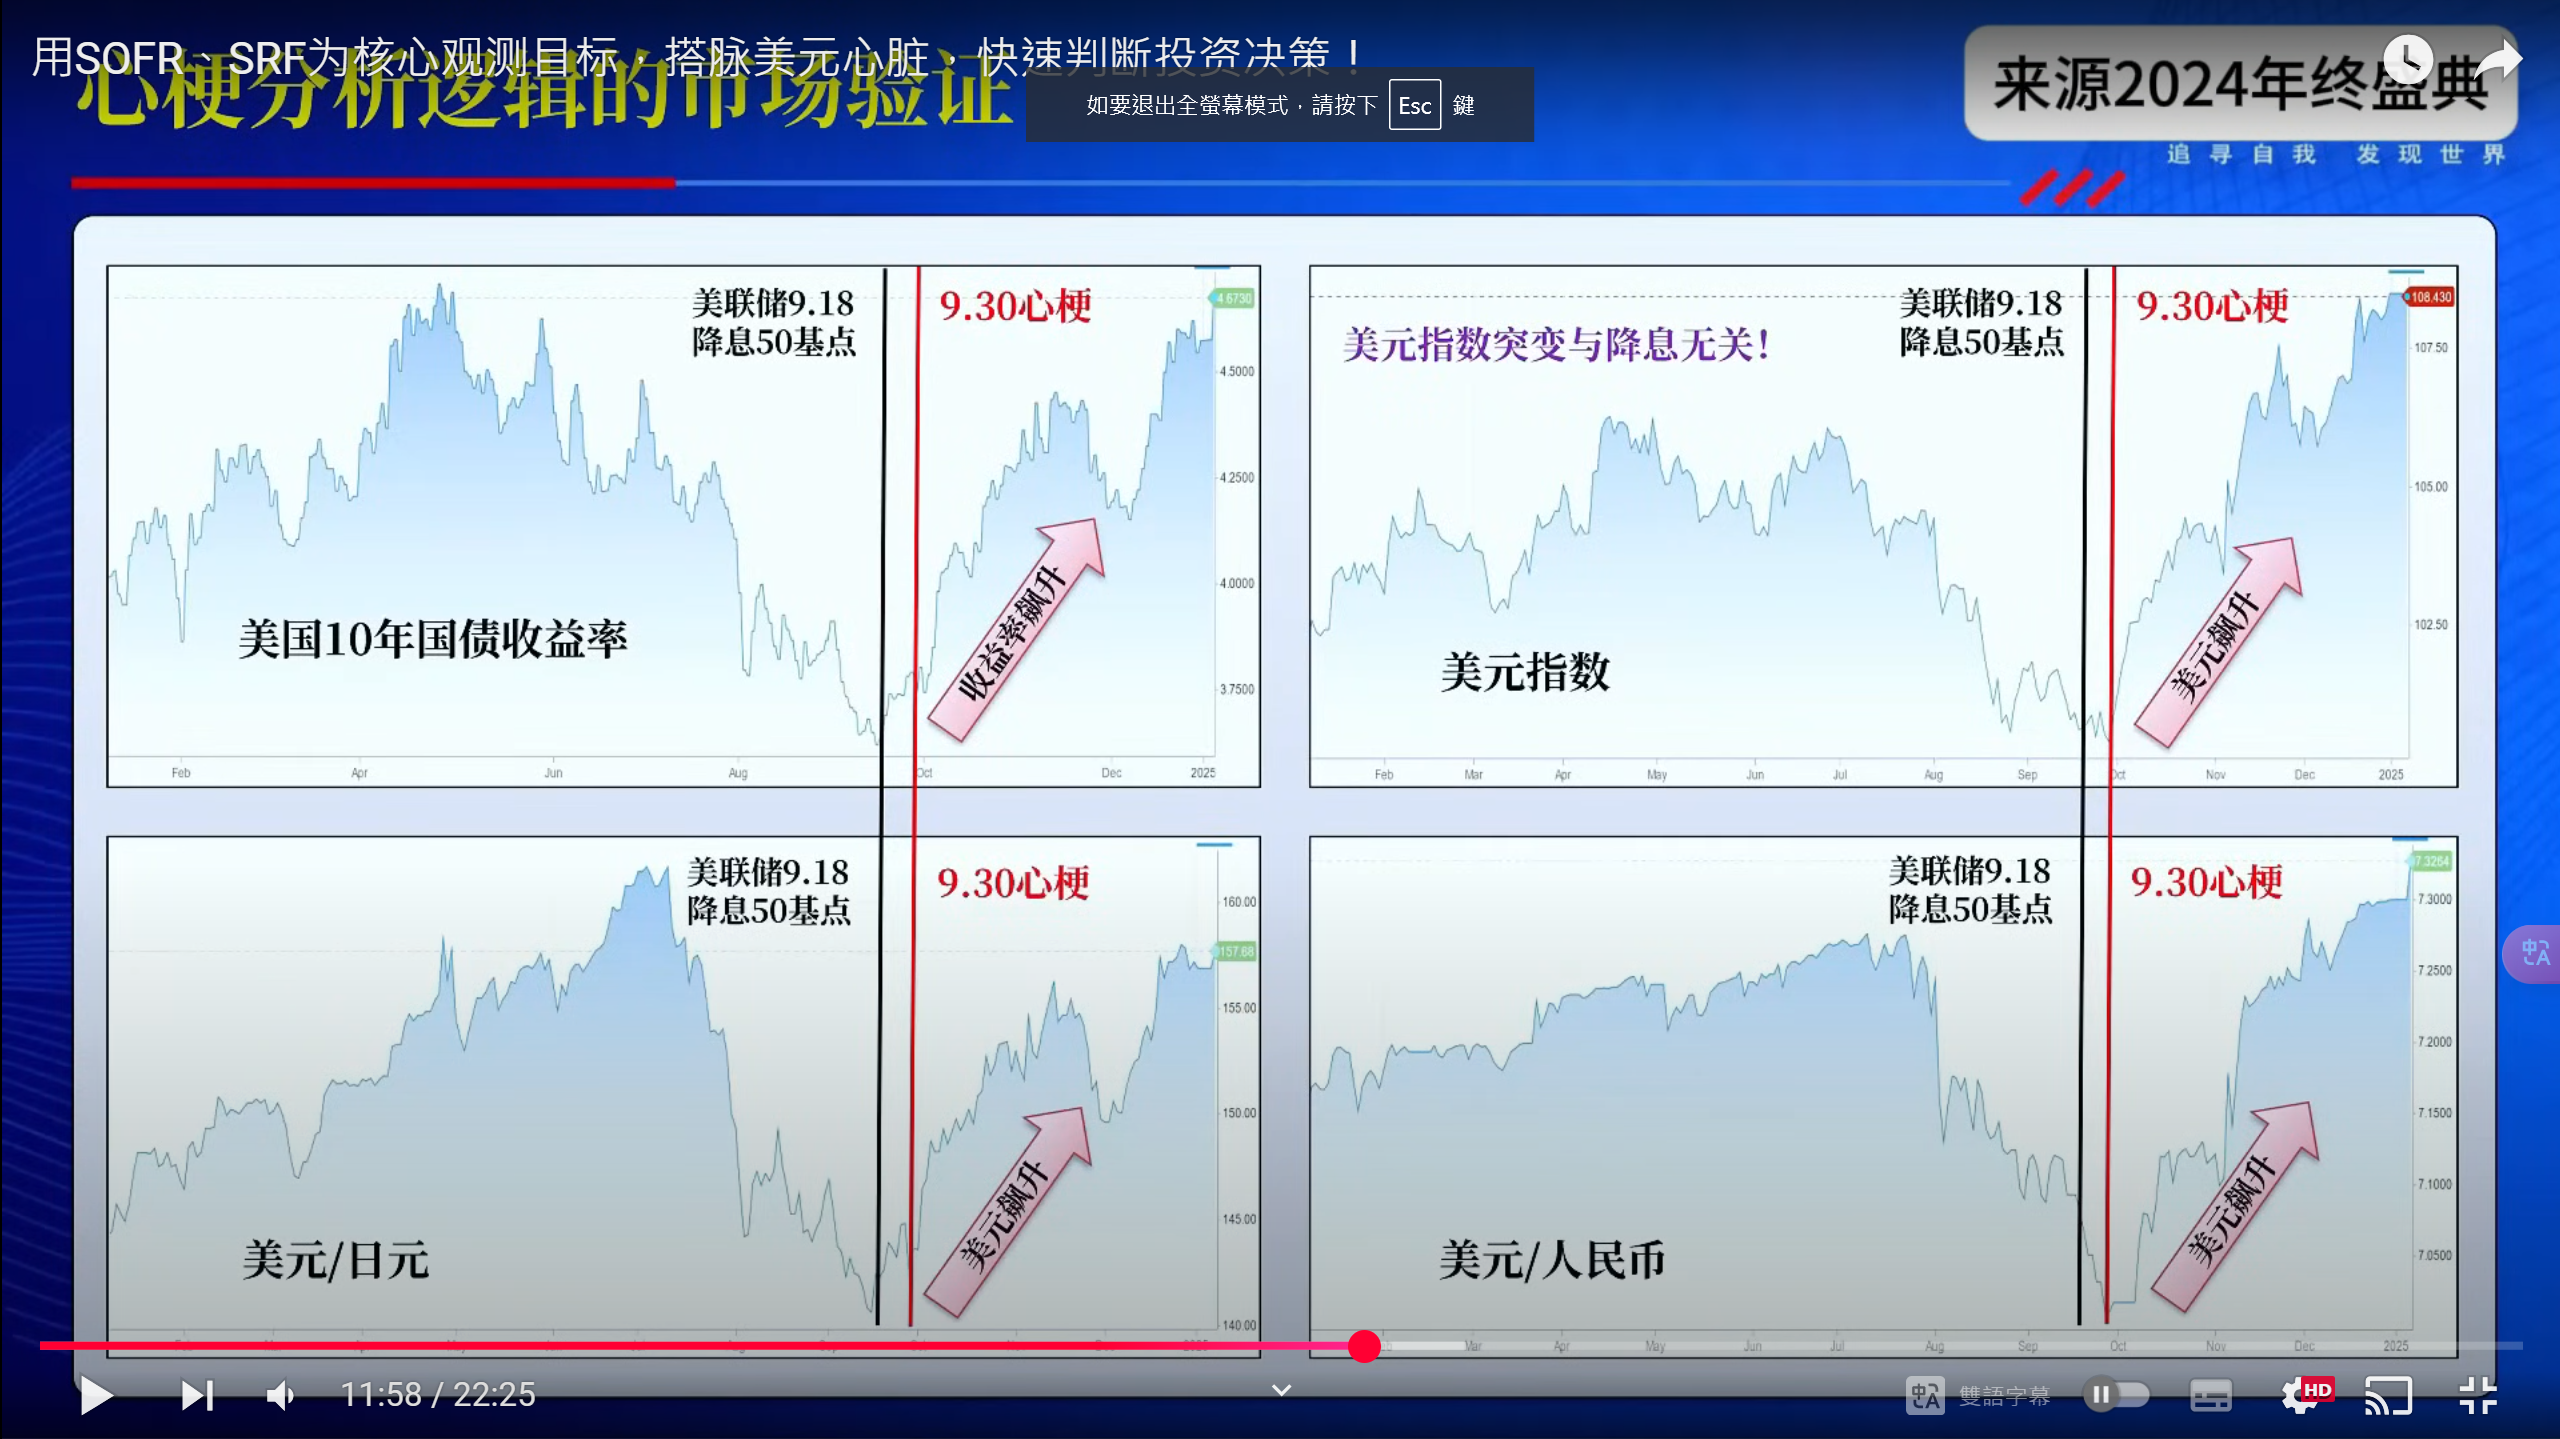 用SOFR、SRF为核心观测目标，搭脉美元心脏，快速判断投资决策！
心梗分析逻辑的市场验证
如要退出全螢幕模式，請按下 Esc 鍵
来源2024年终盛典
追寻自我 发现世界
美联储9.18
降息50基点
9.30心梗
4.6730
4.5000
4.2500
4.0000
3.7500
收益率飙升
美国10年国债收益率
Feb Apr Jun Aug Oct Dec 2025
美元指数突变与降息无关！
美联储9.18
降息50基点
9.30心梗
108.430
107.50
105.00
102.50
美元飙升
美元指数
Feb Mar Apr May Jun Jul Aug Sep Oct Nov Dec 2025
美联储9.18
降息50基点
9.30心梗
160.00
157.68
155.00
150.00
145.00
140.00
美元飙升
美元/日元
美联储9.18
降息50基点
9.30心梗
7.3264
7.3000
7.2500
7.2000
7.1500
7.1000
7.0500
美元飙升
美元/人民币
Mar Apr May Jun Jul Aug Sep Oct Nov Dec 2025
11:58 / 22:25
中A 雙語字幕
HD